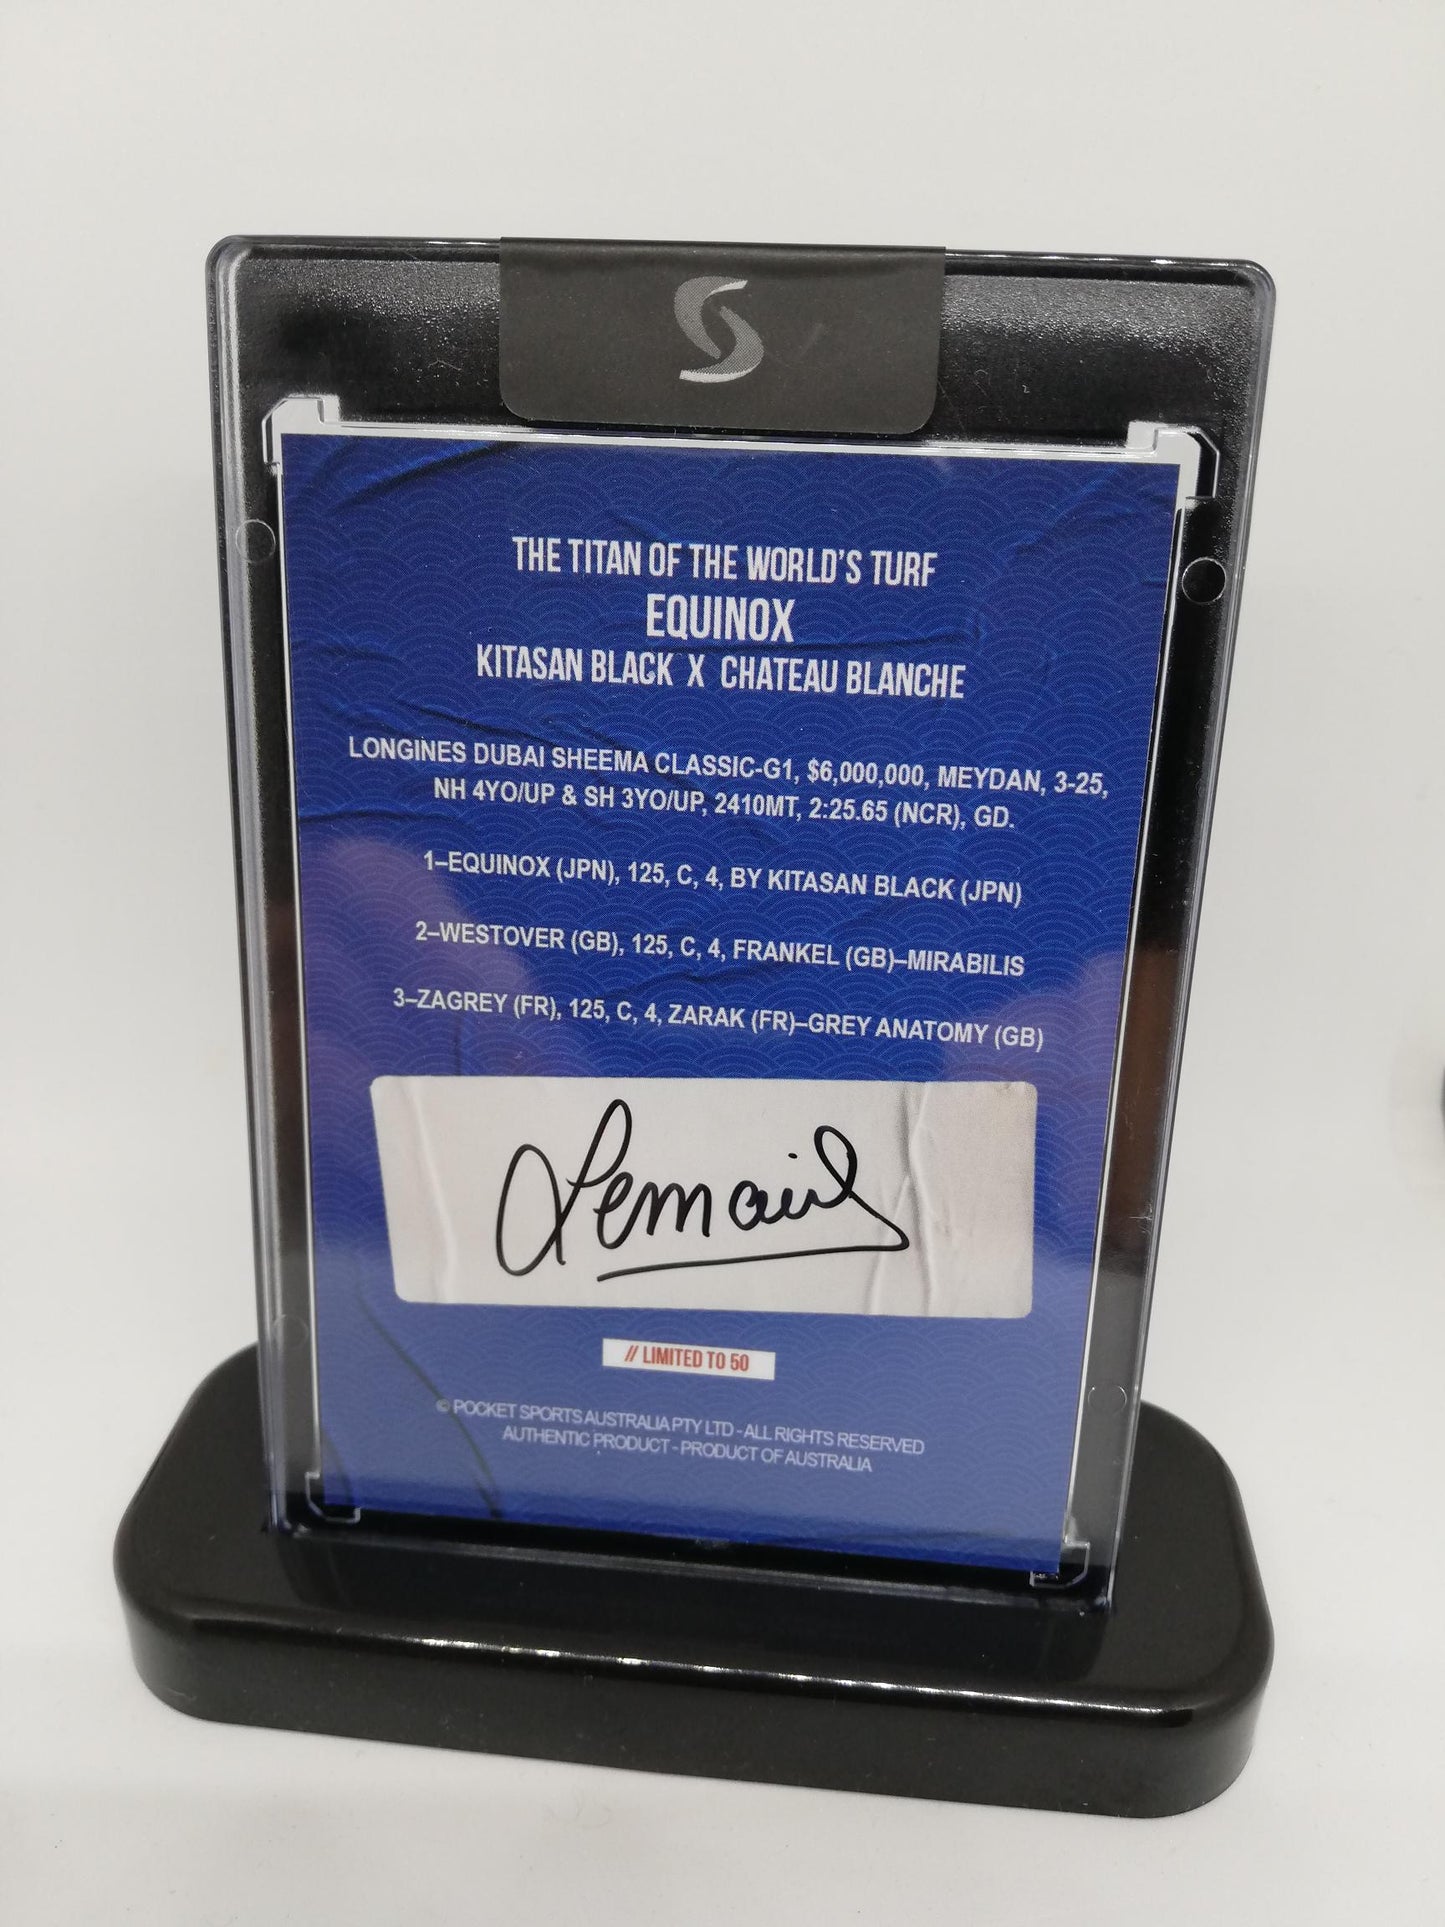 THE TITAN OF THE WORLD'S TURF
EQUINOX
KITASAN BLACK X CHATEAU BLANCHE
LONGINES DUBAI SHEEMA CLASSIC-G1, $6,000,000, MEYDAN, 3-25,
NH 4YO/UP & SH 3YO/UP, 2410MT, 2:25.65 (NCR), GD.
1–EQUINOX (JPN), 125, C, 4, BY KITASAN BLACK (JPN)
2–WESTOVER (GB), 125, C, 4, FRANKEL (GB)–MIRABILIS
3–ZAGREY (FR), 125, C, 4, ZARAK (FR)–GREY ANATOMY (GB)
Lemaire
// LIMITED TO 50
© POCKET SPORTS AUSTRALIA PTY LTD - ALL RIGHTS RESERVED
AUTHENTIC PRODUCT - PRODUCT OF AUSTRALIA